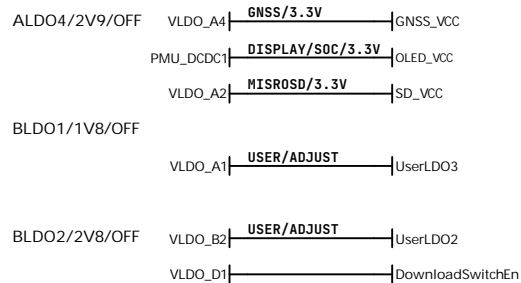 ALDO4/2V9/OFF VLDO_A4 GNSS/3.3V GNSS_VCC
PMU_DCDC1 DISPLAY/SOC/3.3V OLED_VCC
VLDO_A2 MISROSD/3.3V SD_VCC
BLDO1/1V8/OFF
VLDO_A1 USER/ADJUST UserLDO3
BLDO2/2V8/OFF VLDO_B2 USER/ADJUST UserLDO2
VLDO_D1 DownloadSwitchEn